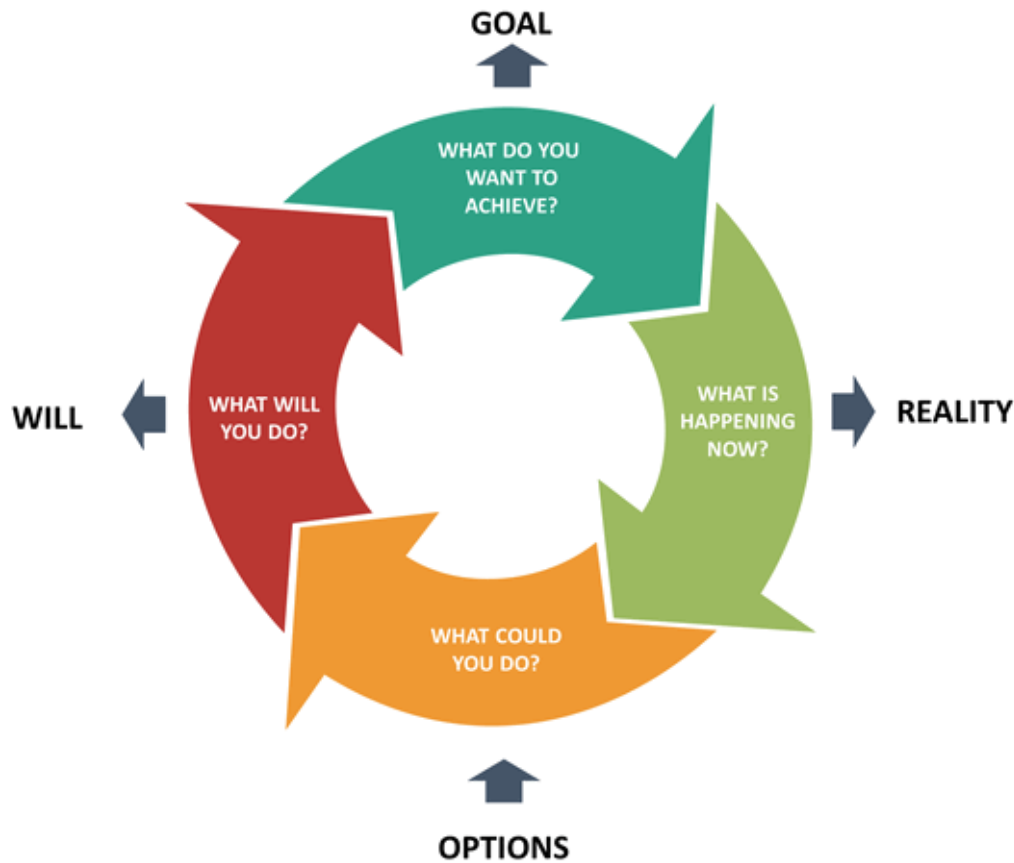 GOAL
WHAT DO YOU
WANT TO
ACHIEVE?
WHAT IS
HAPPENING
NOW?
REALITY
WHAT COULD
YOU DO?
OPTIONS
WHAT WILL
YOU DO?
WILL